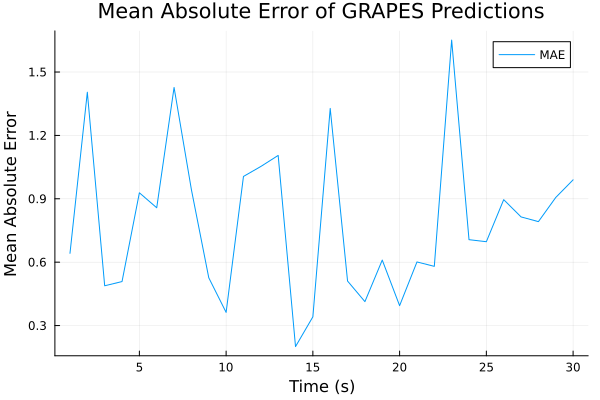 Mean Absolute Error of GRAPES Predictions
MAE
Mean Absolute Error
1.5
1.2
0.9
0.6
0.3
5 10 15 20 25 30
Time (s)